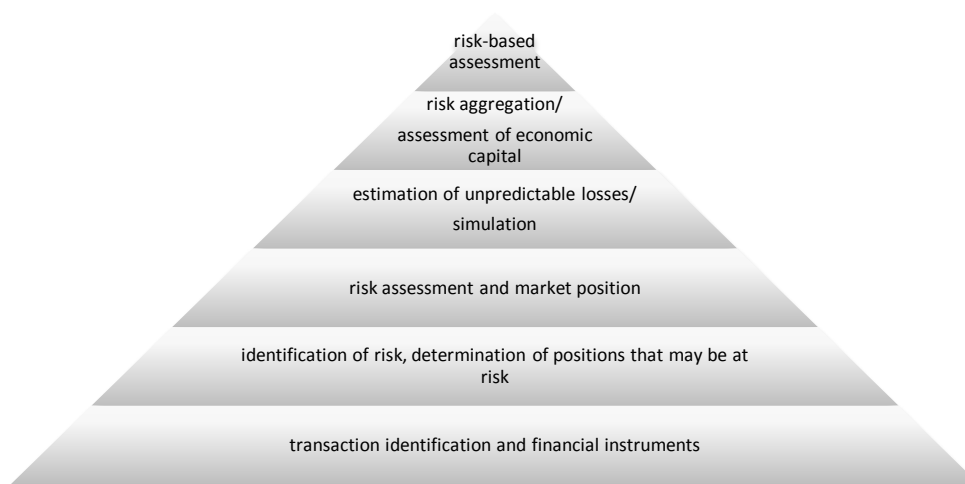 risk-based
assessment
risk aggregation/
assessment of economic
capital
estimation of unpredictable losses/
simulation
risk assessment and market position
identification of risk, determination of positions that may be at
risk
transaction identification and financial instruments